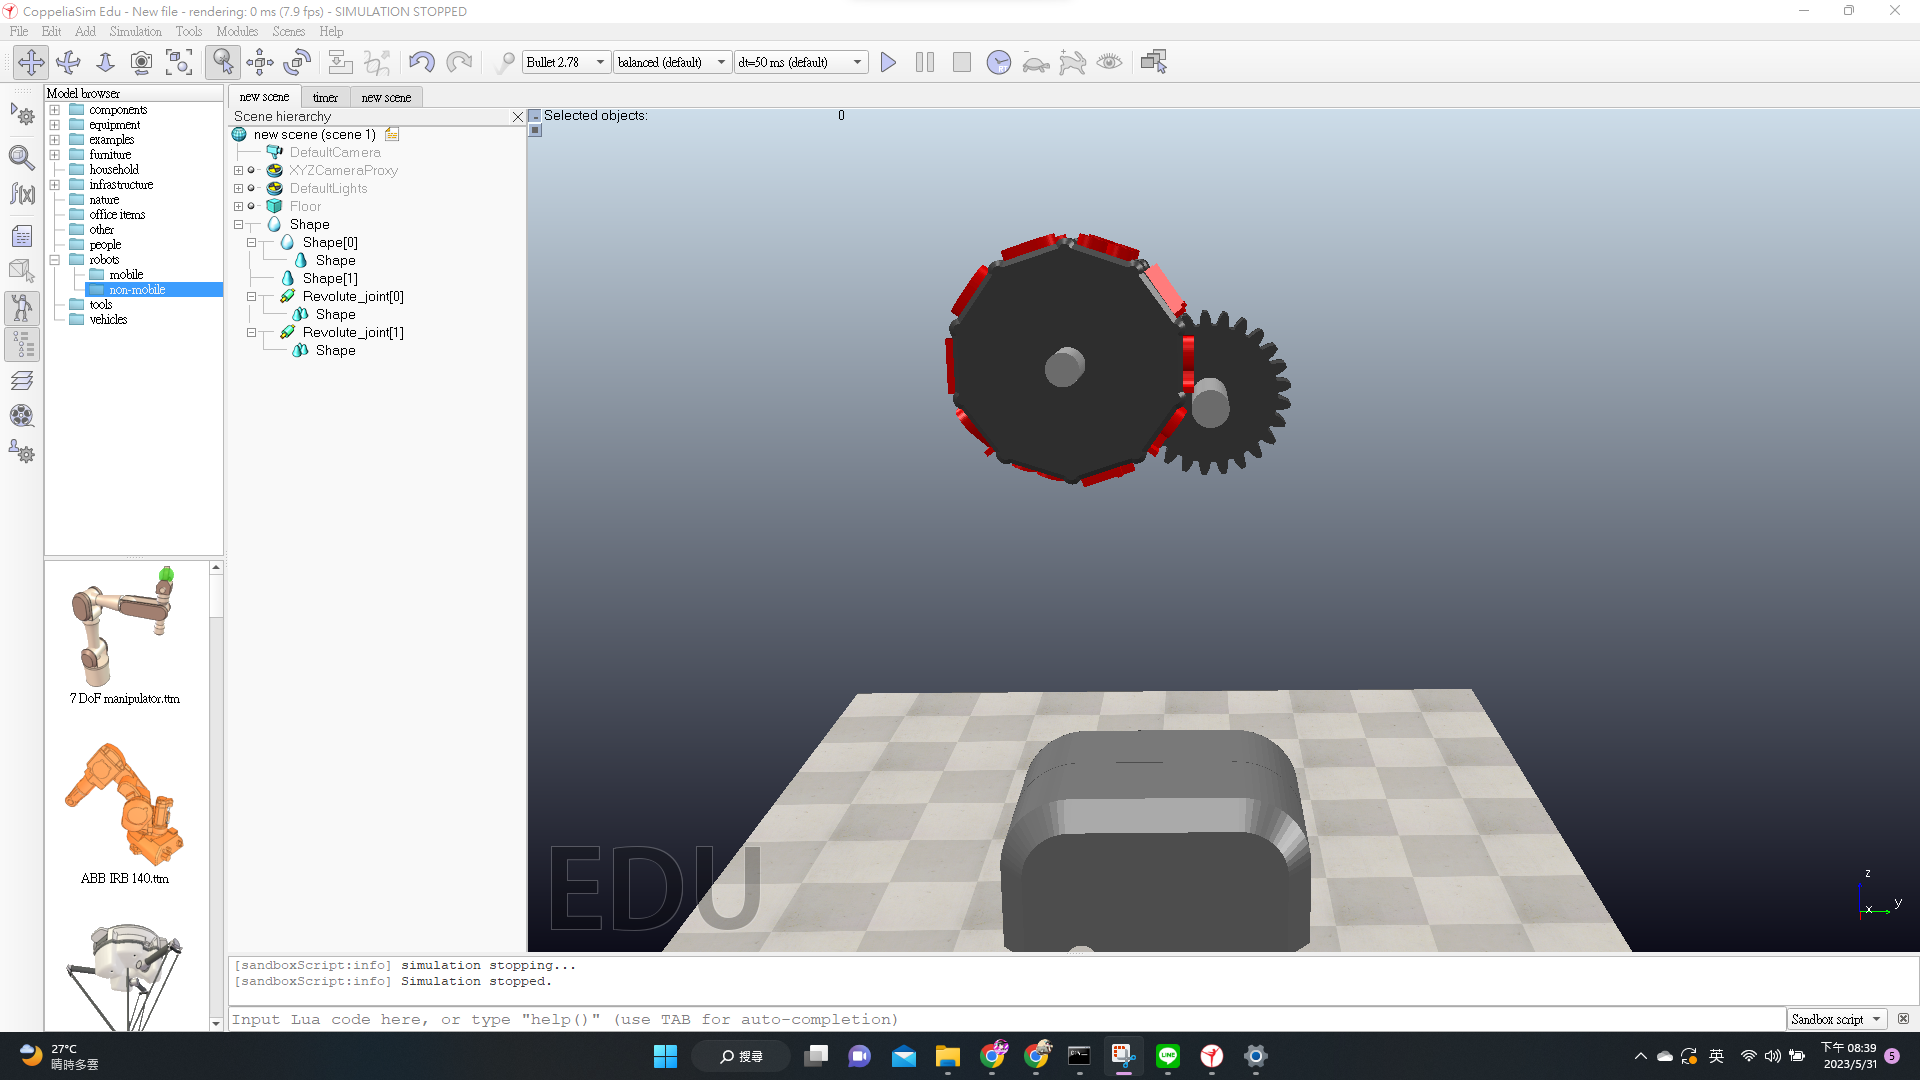 CoppeliaSim Edu - New file - rendering: 0 ms (7.9 fps) - SIMULATION STOPPED
File Edit Add Simulation Tools Modules Scenes Help
Bullet 2.78 balanced (default) dt=50 ms (default)
RT
Model browser
components
equipment
examples
furniture
household
infrastructure
nature
office items
other
people
robots
mobile
non-mobile
tools
vehicles
7 DoF manipulator.ttm
ABB IRB 140.ttm
new scene timer new scene
Scene hierarchy
new scene (scene 1)
DefaultCamera
XYZCameraProxy
DefaultLights
Floor
Shape
Shape[0]
Shape
Shape[1]
Revolute_joint[0]
Shape
Revolute_joint[1]
Shape
f(x)
Selected objects: 0
EDU
z
x y
[sandboxScript:info] simulation stopping...
[sandboxScript:info] Simulation stopped.
Input Lua code here, or type "help()" (use TAB for auto-completion)
Sandbox script
27°C
晴時多雲
搜尋
LINE
英
下午 08:39
2023/5/31
5